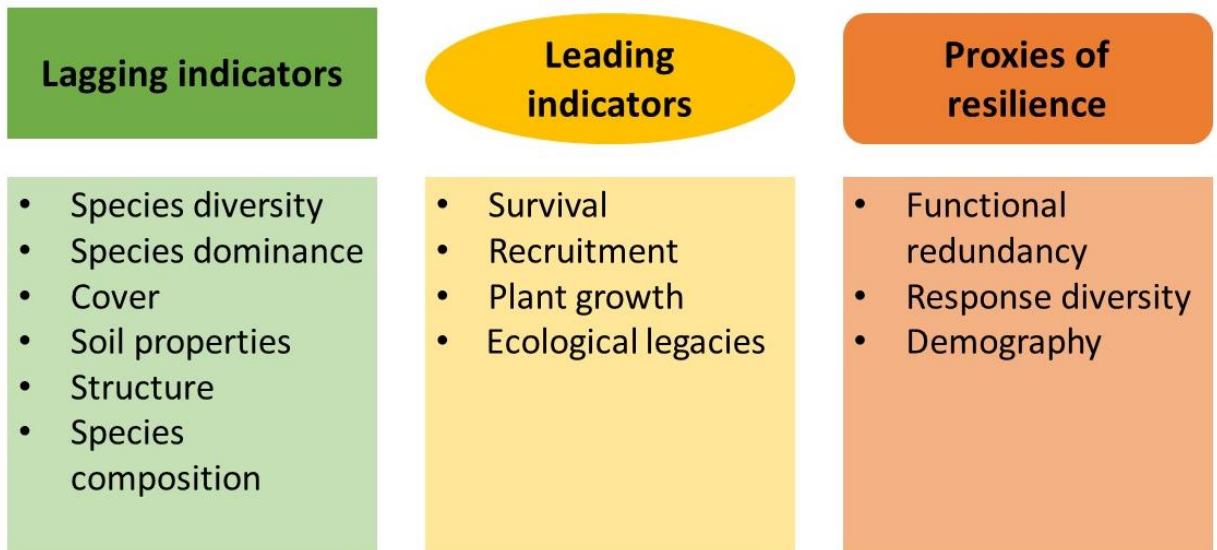 Lagging indicators
• Species diversity
• Species dominance
• Cover
• Soil properties
• Structure
• Species
composition
Leading
indicators
• Survival
• Recruitment
• Plant growth
• Ecological legacies
Proxies of
resilience
• Functional
redundancy
• Response diversity
• Demography